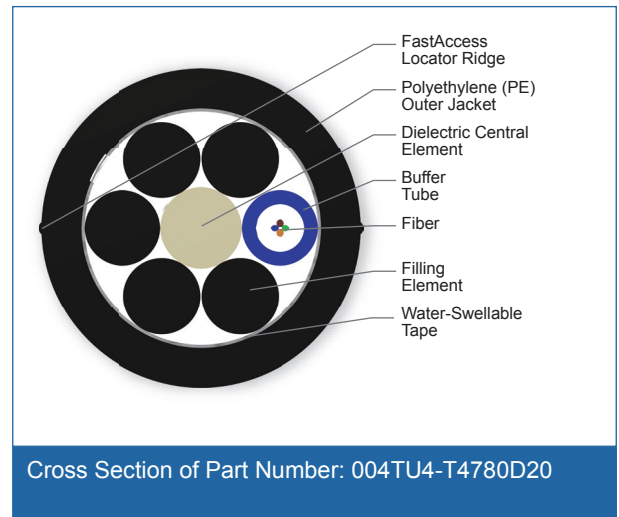 FastAccess
Locator Ridge
Polyethylene (PE)
Outer Jacket
Dielectric Central
Element
Buffer
Tube
Fiber
Filling
Element
Water-Swellable
Tape
Cross Section of Part Number: 004TU4-T4780D20